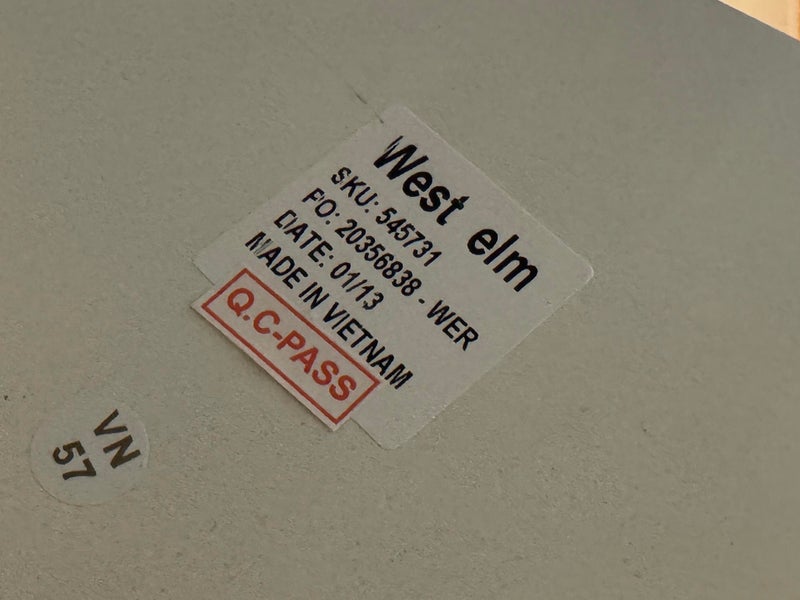 West elm
SKU: 545731
PO: 20356838 - WER
DATE: 01/13
MADE IN VIETNAM
Q.C-PASS
VN
57